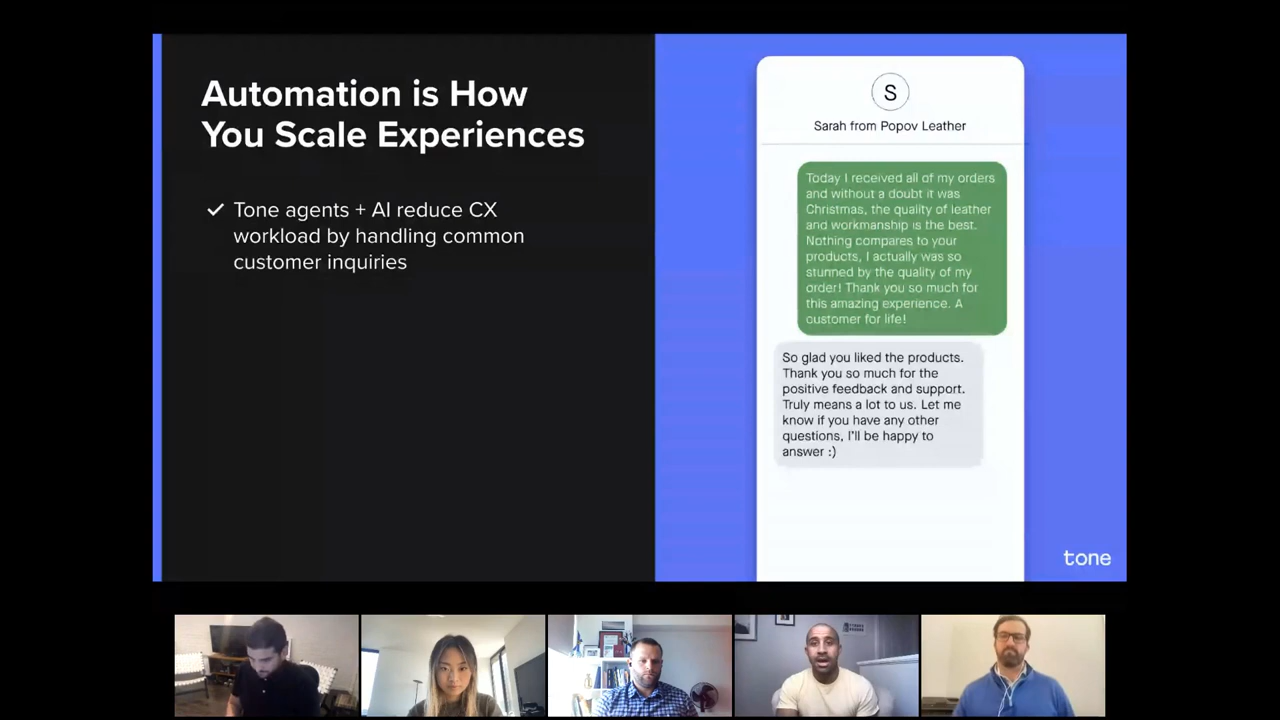 Automation is How
You Scale Experiences
Tone agents + AI reduce CX
workload by handling common
customer inquiries
S
Sarah from Popov Leather
Today I received all of my orders
and without a doubt it was
Christmas, the quality of leather
and workmanship is the best.
Nothing compares to your
products, I actually was so
stunned by the quality of my
order! Thank you so much for
this amazing experience. A
customer for life!
So glad you liked the products.
Thank you so much for the
positive feedback and support.
Truly means a lot to us. Let me
know if you have any other
questions, I'll be happy to
answer :)
tone